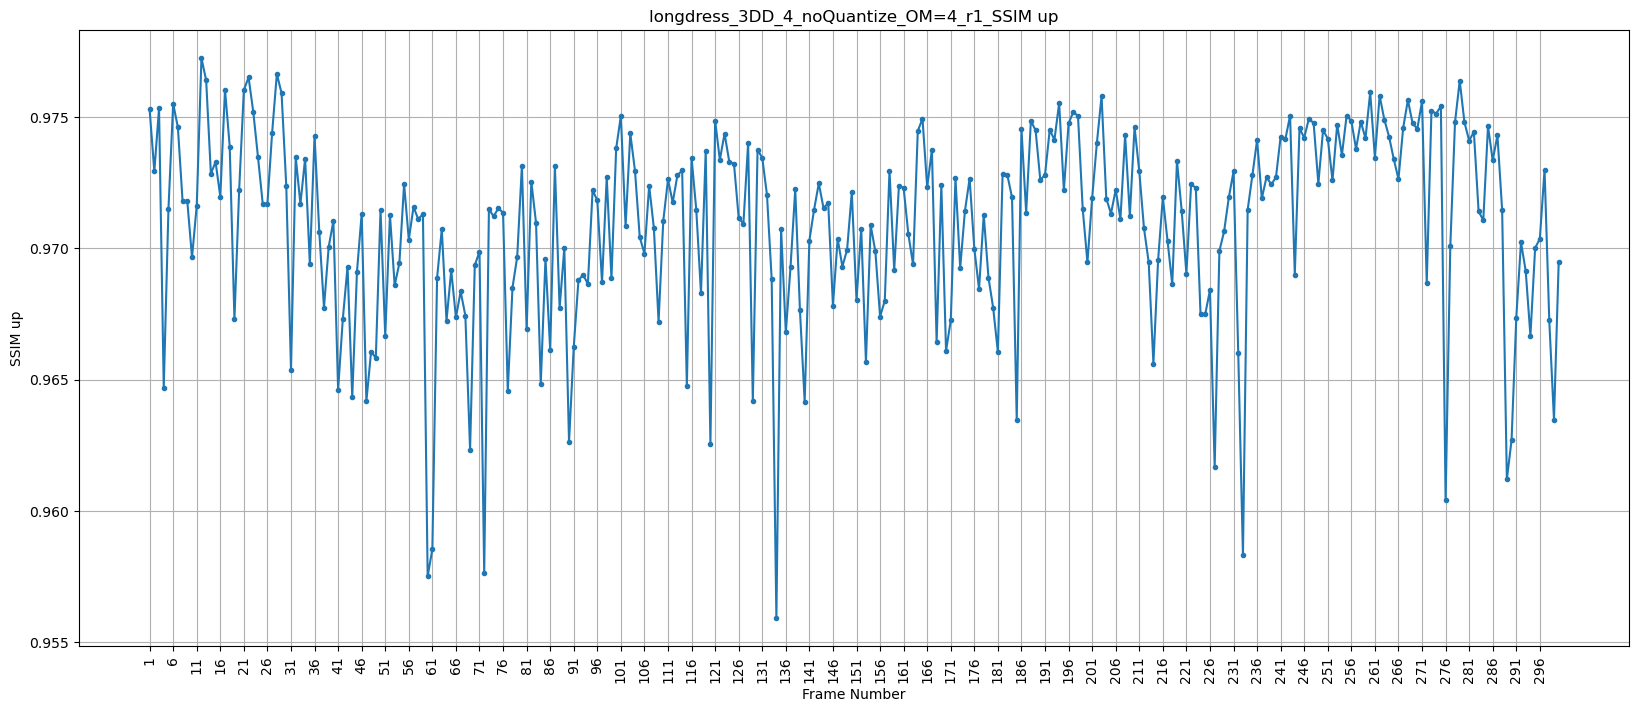 longdress_3DD_4_noQuantize_OM=4_r1_SSIM up
SSIM up
0.975
0.970
0.965
0.960
0.955
1 6 11 16 21 26 31 36 41 46 51 56 61 66 71 76 81 86 91 96 101 106 111 116 121 126 131 136 141 146 151 156 161 166 171 176 181 186 191 196 201 206 211 216 221 226 231 236 241 246 251 256 261 266 271 276 281 286 291 296
Frame Number